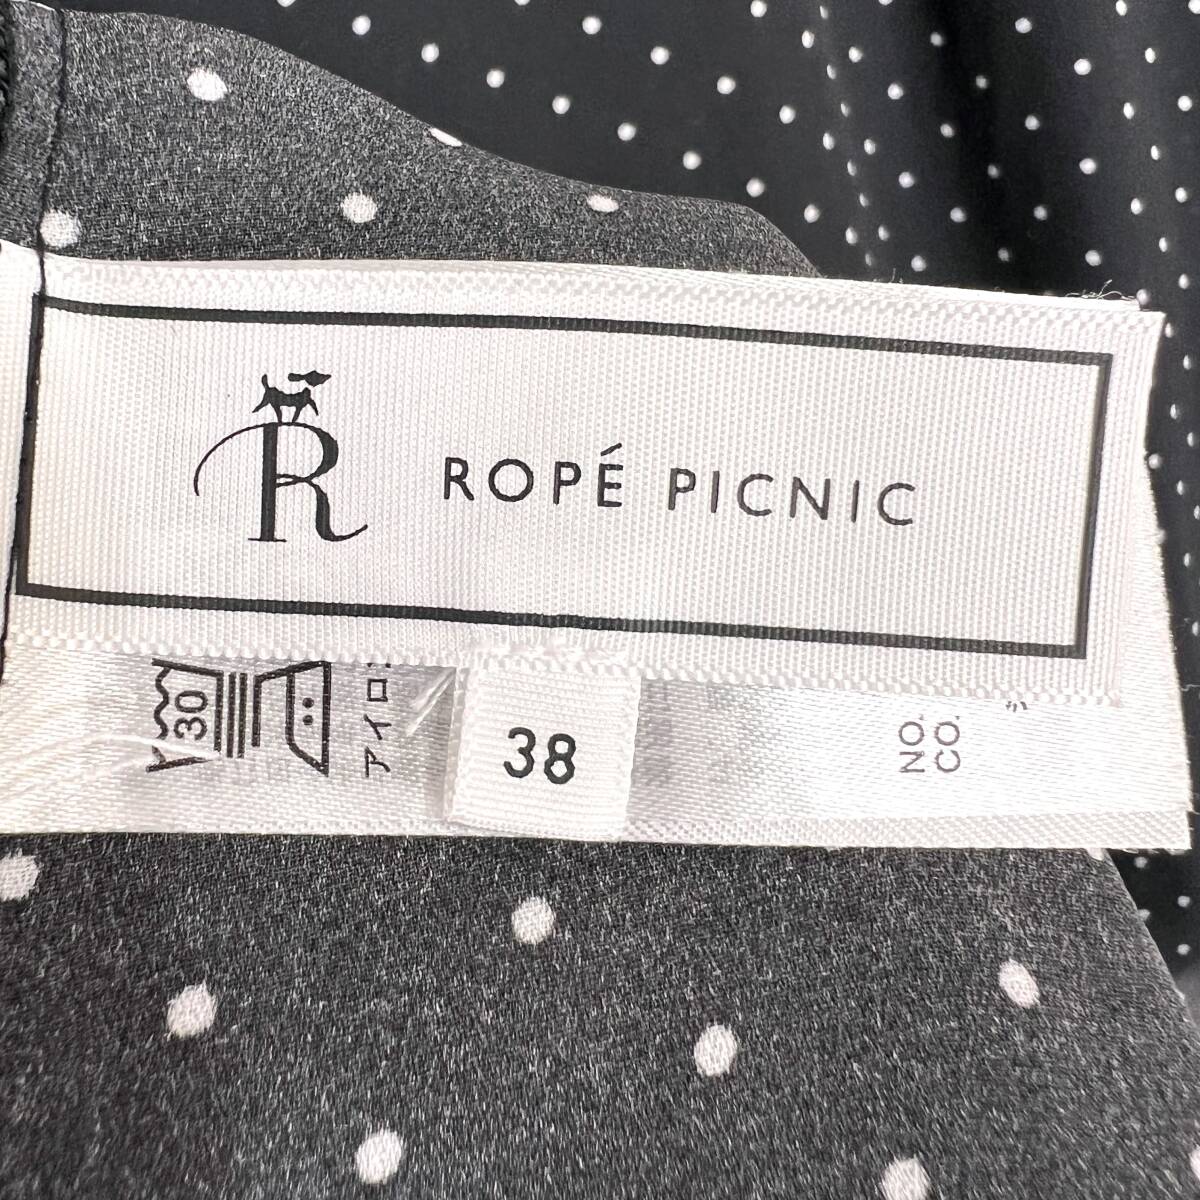 R ROPÉ PICNIC
30
アイロ
38
NO.
CO.